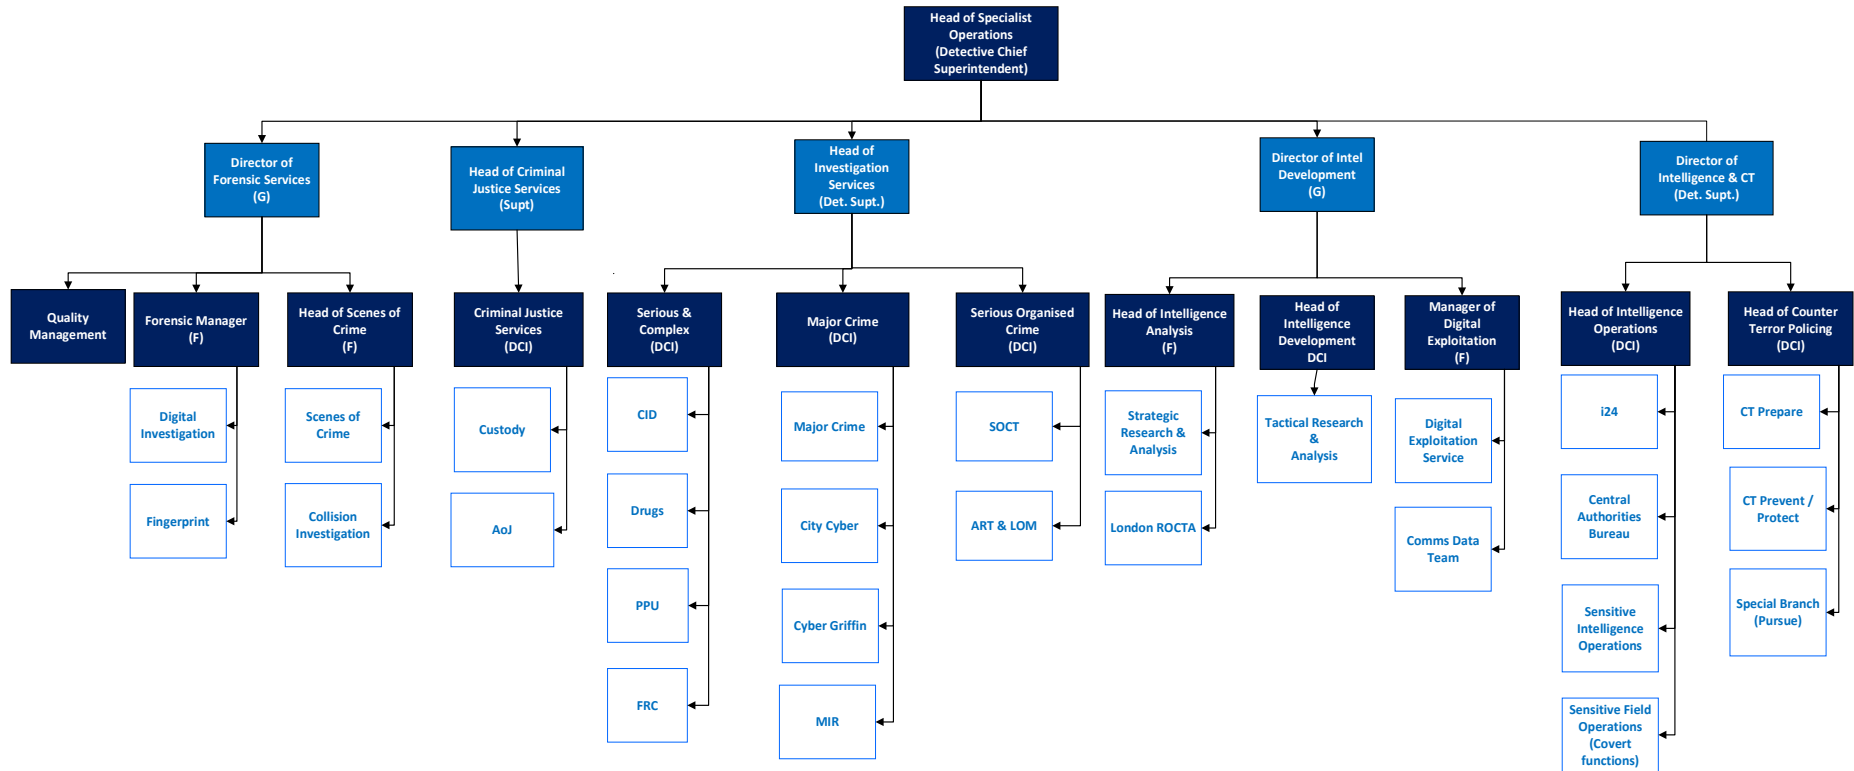 Head of Specialist
Operations
(Detective Chief
Superintendent)
Director of
Forensic Services
(G)
Head of Criminal
Justice Services
(Supt)
Head of
Investigation
Services
(Det. Supt.)
Director of Intel
Development
(G)
Director of
Intelligence & CT
(Det. Supt.)
Quality
Management
Forensic Manager
(F)
Head of Scenes of
Crime
(F)
Criminal Justice
Services
(DCI)
Serious &
Complex
(DCI)
Major Crime
(DCI)
Serious Organised
Crime
(DCI)
Head of Intelligence
Analysis
(F)
Head of
Intelligence
Development
DCI
Manager of
Digital
Exploitation
(F)
Head of Intelligence
Operations
(DCI)
Head of Counter
Terror Policing
(DCI)
Digital
Investigation
Fingerprint
Scenes of
Crime
Collision
Investigation
Custody
AoJ
CID
Drugs
PPU
FRC
Major Crime
City Cyber
Cyber Griffin
MIR
SOCT
ART & LOM
Strategic
Research &
Analysis
London ROCTA
Tactical Research
&
Analysis
Digital
Exploitation
Service
Comms Data
Team
i24
Central
Authorities
Bureau
Sensitive
Intelligence
Operations
Sensitive Field
Operations
(Covert
functions)
CT Prepare
CT Prevent /
Protect
Special Branch
(Pursue)